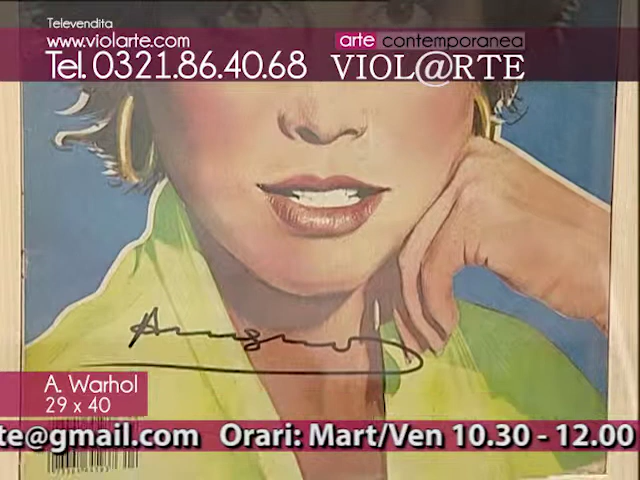 Televendita
www.violarte.com
Tel. 0321.86.40.68
arte contemporanea
VIOL@RTE
A. Warhol
29 x 40
te@gmail.com Orari: Mart/Ven 10.30 - 12.00